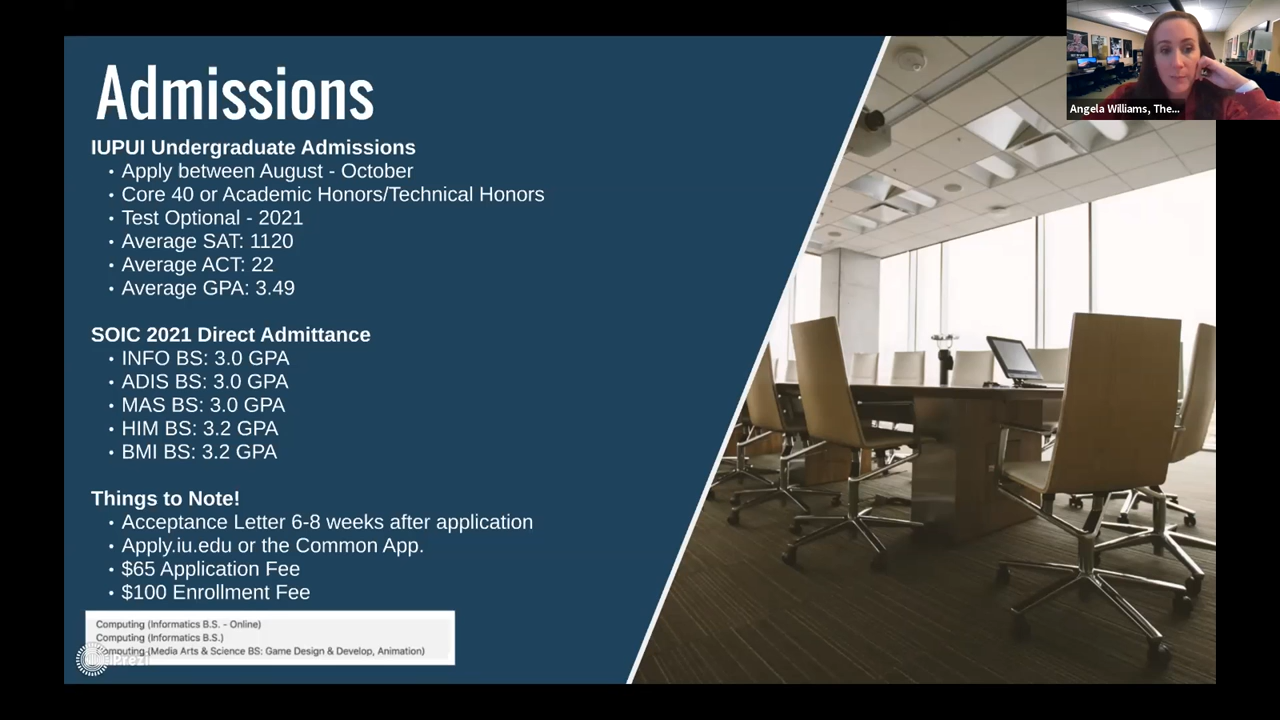 Admissions
IUPUI Undergraduate Admissions
• Apply between August - October
• Core 40 or Academic Honors/Technical Honors
• Test Optional - 2021
• Average SAT: 1120
• Average ACT: 22
• Average GPA: 3.49
SOIC 2021 Direct Admittance
• INFO BS: 3.0 GPA
• ADIS BS: 3.0 GPA
• MAS BS: 3.0 GPA
• HIM BS: 3.2 GPA
• BMI BS: 3.2 GPA
Things to Note!
• Acceptance Letter 6-8 weeks after application
• Apply.iu.edu or the Common App.
• $65 Application Fee
• $100 Enrollment Fee
Computing (Informatics B.S. - Online)
Computing (Informatics B.S.)
Computing (Media Arts & Science BS: Game Design & Develop, Animation)
Prezi
Angela Williams, The...